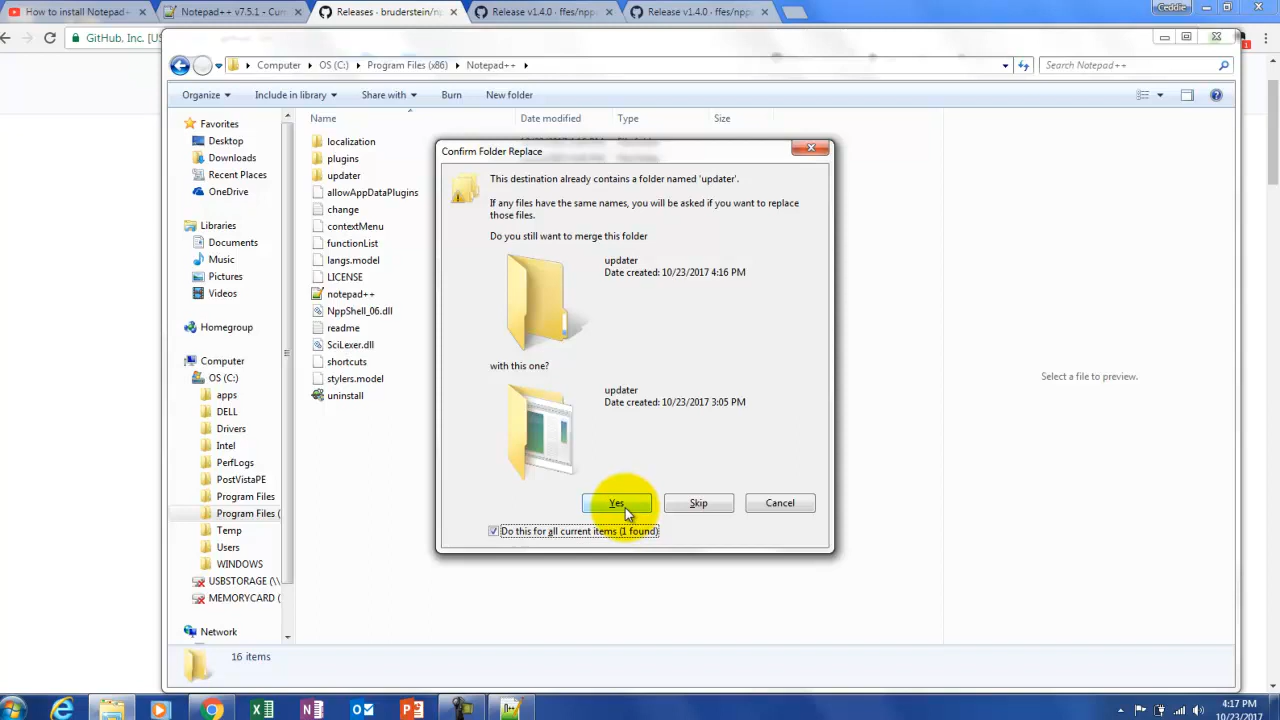 How to install Notepad-
Notepad++ v7.5.1 - Cur
Releases · bruderstein/n
Release v1.4.0 · ffes/npp
Release v1.4.0 · ffes/npp
Geddie
GitHub, Inc. [US
Computer
OS (C:)
Program Files (x86)
Notepad++
Search Notepad++
Organize
Include in library
Share with
Burn
New folder
Name
Date modified
Type
Size
Favorites
Desktop
Downloads
Recent Places
OneDrive
Libraries
Documents
Music
Pictures
Videos
Homegroup
Computer
OS (C:)
apps
DELL
Drivers
Intel
PerfLogs
PostVistaPE
Program Files
Program Files (
Temp
Users
WINDOWS
USBSTORAGE (\\
MEMORYCARD (
Network
localization
plugins
updater
allowAppDataPlugins
change
contextMenu
functionList
langs.model
LICENSE
notepad++
NppShell_06.dll
readme
SciLexer.dll
shortcuts
stylers.model
uninstall
Confirm Folder Replace
This destination already contains a folder named 'updater'.
If any files have the same names, you will be asked if you want to replace
those files.
Do you still want to merge this folder
updater
Date created: 10/23/2017 4:16 PM
with this one?
updater
Date created: 10/23/2017 3:05 PM
Yes
Skip
Cancel
Do this for all current items (1 found)
Select a file to preview.
16 items
4:17 PM
10/23/2017